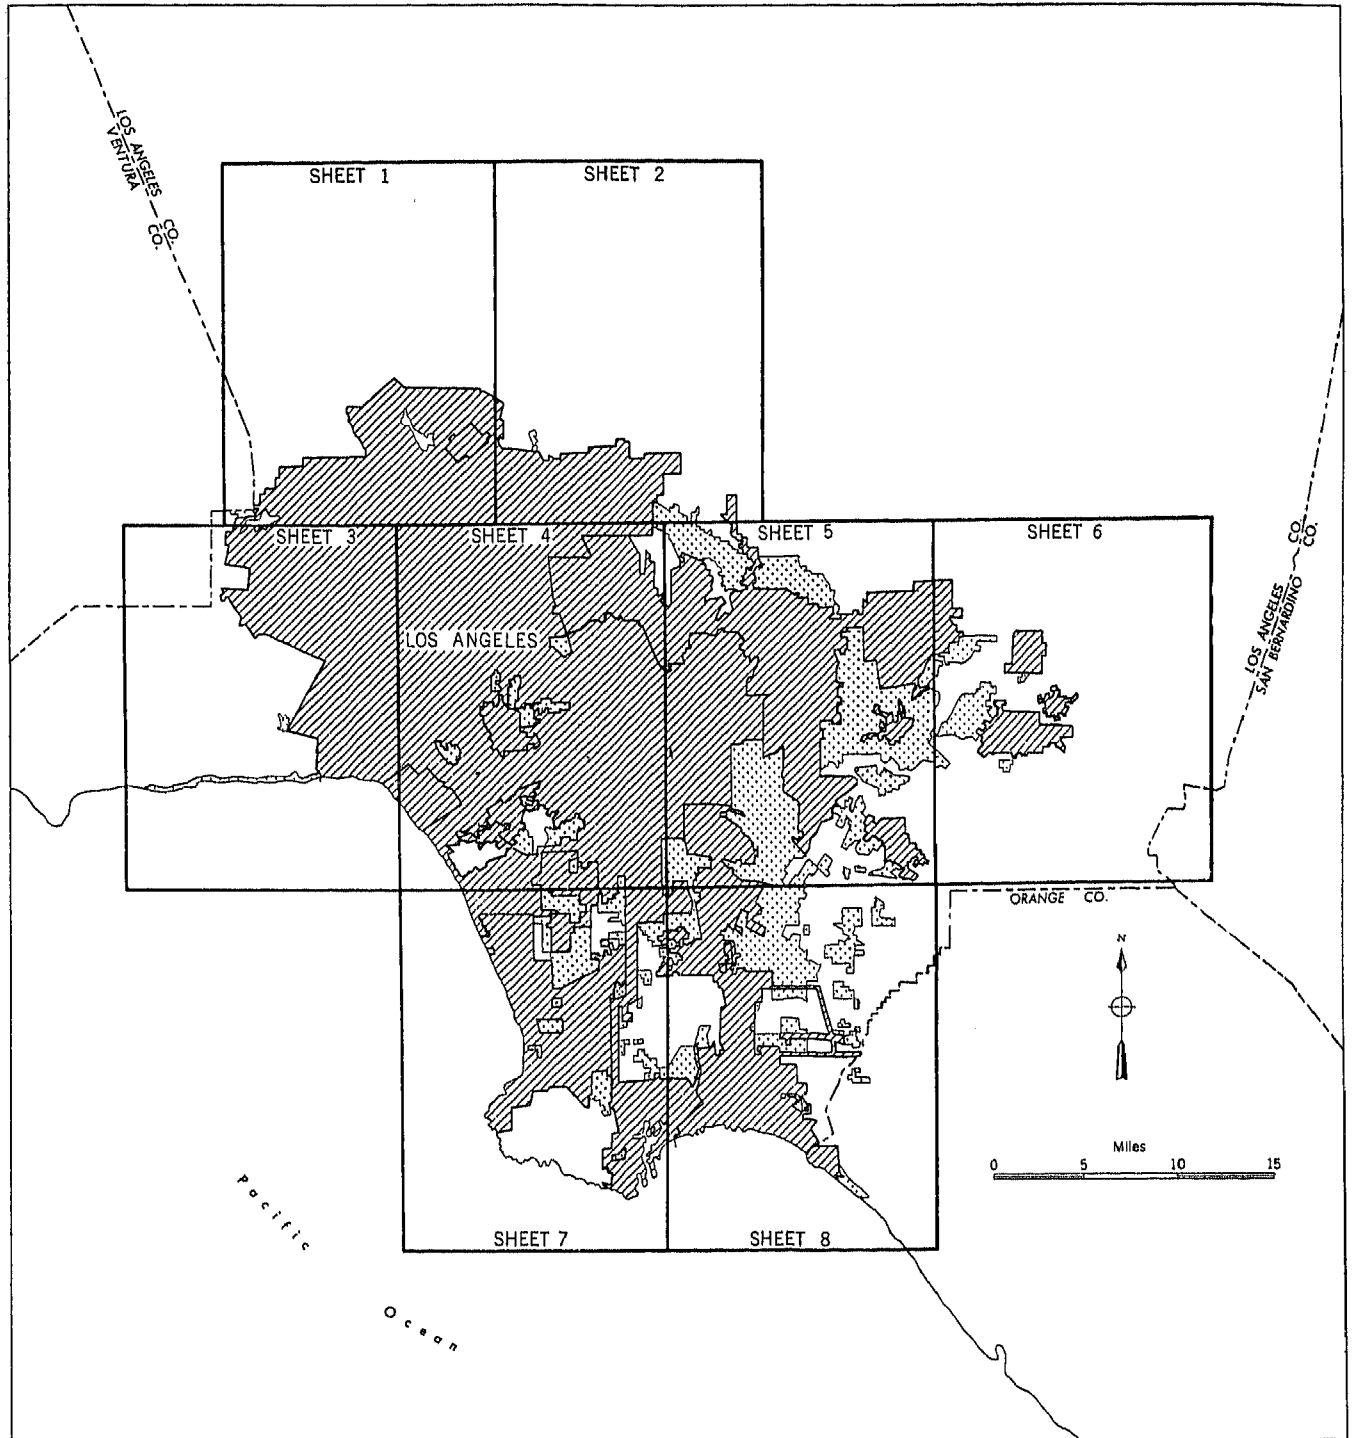 LOS ANGELES CO.
VENTURA CO.
SHEET 1
SHEET 2
SHEET 3
SHEET 4
SHEET 5
SHEET 6
LOS ANGELES CO.
SAN BERNARDINO CO.
LOS ANGELES
ORANGE CO.
N
Miles
0 5 10 15
SHEET 7
SHEET 8
Pacific
Ocean